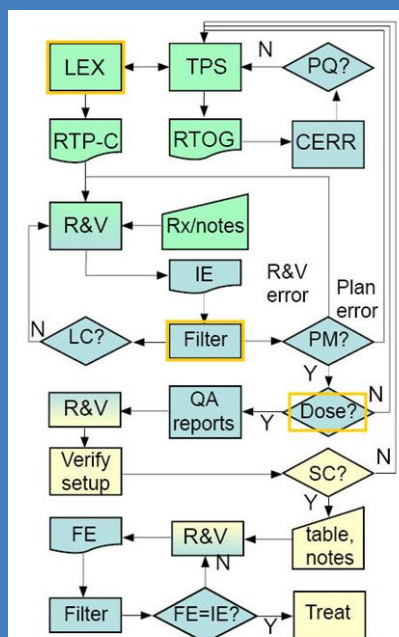 N
LEX
TPS
PQ?
RTP-C
RTOG
CERR
R&V
Rx/notes
IE
R&V
error
Plan
error
N
LC?
Filter
PM?
Y
N
R&V
QA
reports
Dose?
Y
Verify
setup
SC?
N
Y
FE
R&V
table,
notes
N
Filter
FE=IE?
Y
Treat